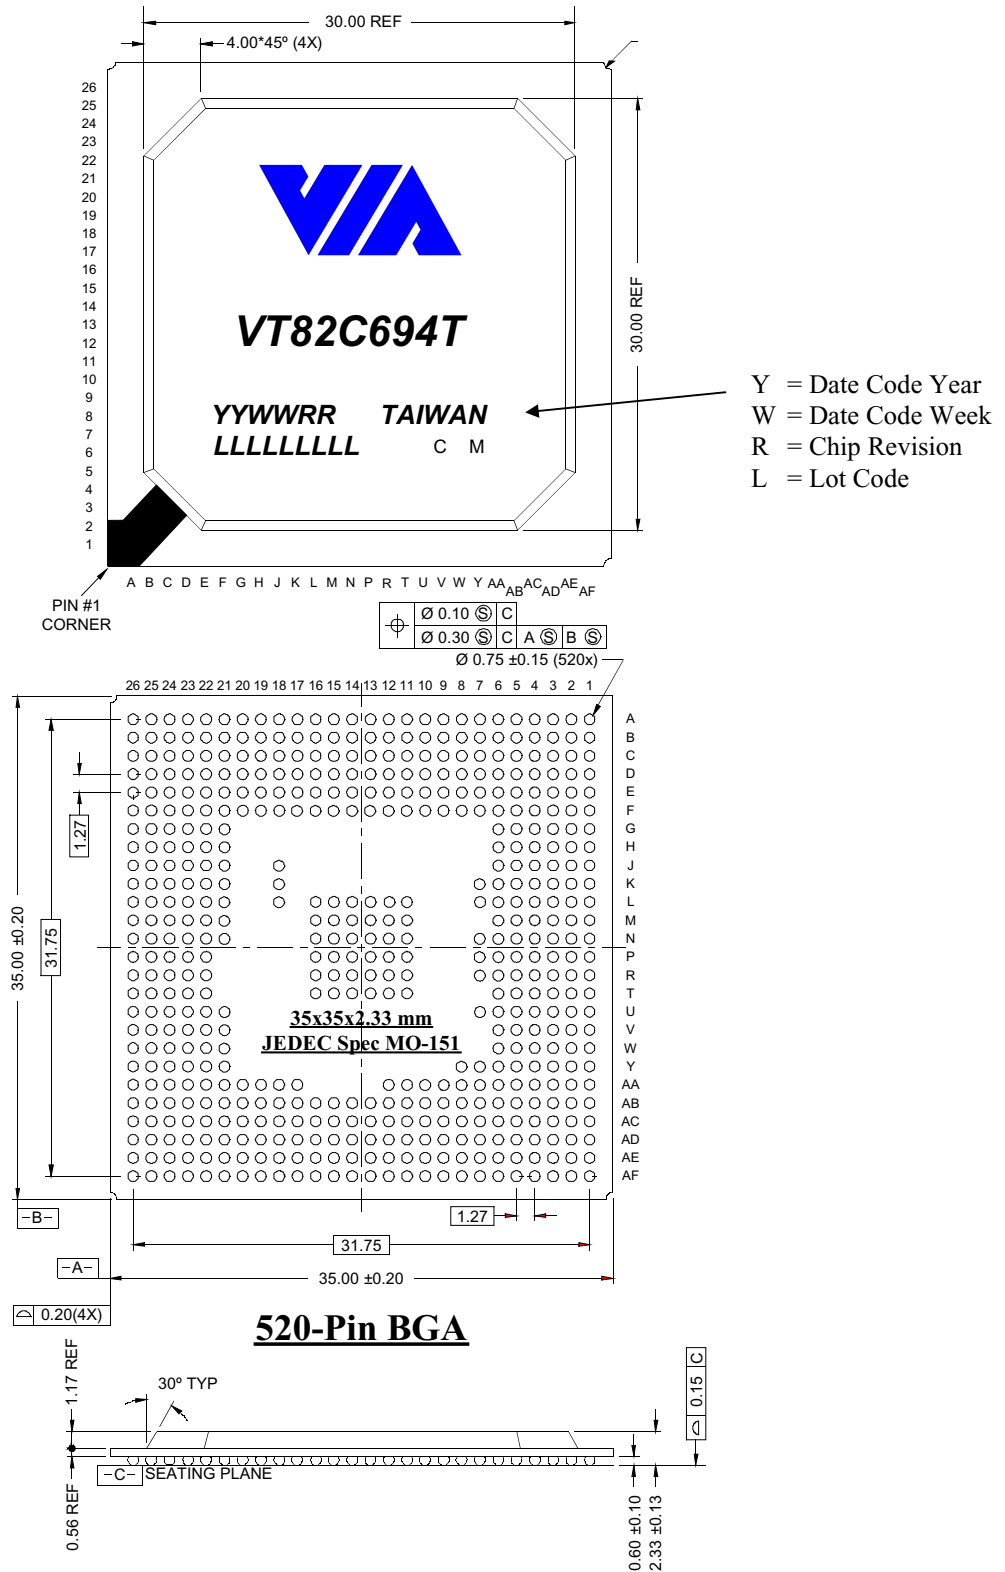 30.00 REF
4.00*45º (4X)
26
25
24
23
22
21
20
19
18
17
16
15
14
13
12
11
10
9
8
7
6
5
4
3
2
1
VIA
VT82C694T
YYWWRR TAIWAN
LLLLLLLLL C M
30.00 REF
Y = Date Code Year
W = Date Code Week
R = Chip Revision
L = Lot Code
A B C D E F G H J K L M N P R T U V W Y AA AB AC AD AE AF
PIN #1
CORNER
Ø 0.10 Ⓢ C
Ø 0.30 Ⓢ C A Ⓢ B Ⓢ
Ø 0.75 ±0.15 (520x)
26 25 24 23 22 21 20 19 18 17 16 15 14 13 12 11 10 9 8 7 6 5 4 3 2 1
A
B
C
D
E
F
G
H
J
K
L
M
N
P
R
T
U
V
W
Y
AA
AB
AC
AD
AE
AF
1.27
31.75
35.00 ±0.20
35x35x2.33 mm
JEDEC Spec MO-151
-B-
1.27
31.75
-A-
35.00 ±0.20
0.20(4X)
520-Pin BGA
1.17 REF
30º TYP
0.15 C
-C- SEATING PLANE
0.56 REF
0.60 ±0.10
2.33 ±0.13